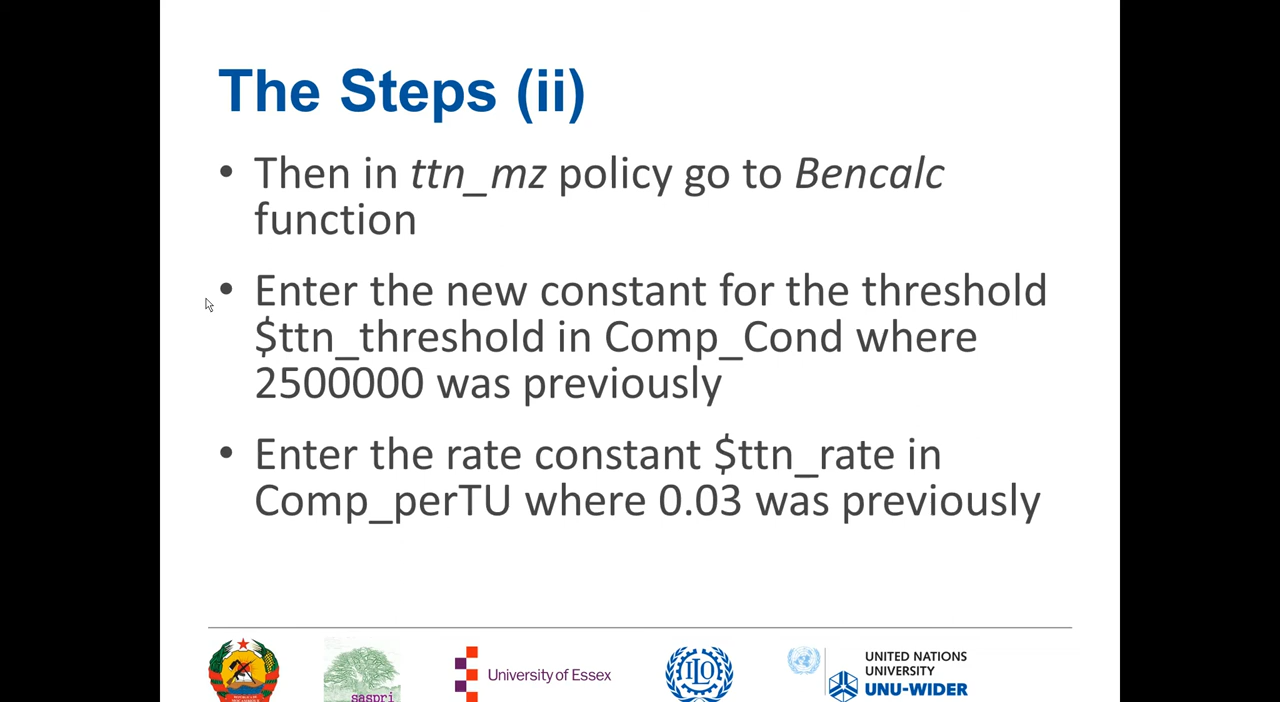 The Steps (ii)
• Then in ttn_mz policy go to Bencalc
function
• Enter the new constant for the threshold
$ttn_threshold in Comp_Cond where
2500000 was previously
• Enter the rate constant $ttn_rate in
Comp_perTU where 0.03 was previously
saspri
University of Essex
ILO
UNITED NATIONS
UNIVERSITY
UNU-WIDER